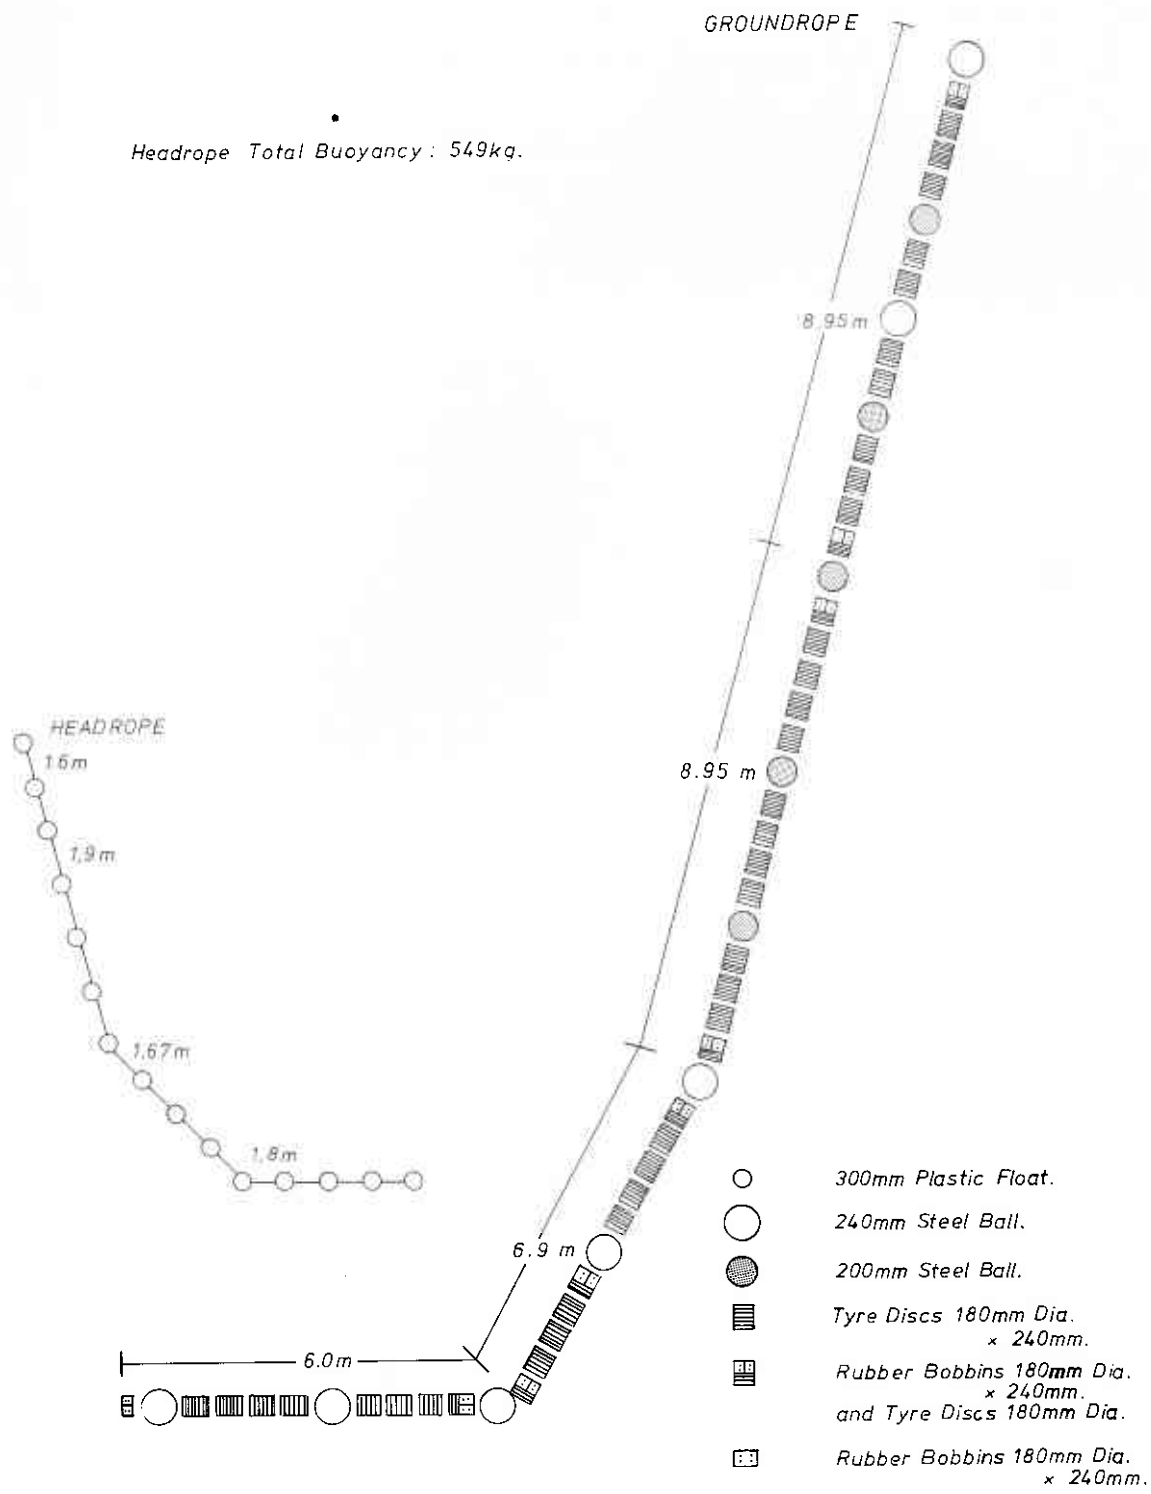 GROUNDROPE
Headrope Total Buoyancy : 549kg.
8.95m
HEADROPE
1.6m
8.95 m
1,9m
1,67m
1,8m
6.9 m
6.0m
300mm Plastic Float.
240mm Steel Ball.
200mm Steel Ball.
Tyre Discs 180mm Dia.
× 240mm.
Rubber Bobbins 180mm Dia.
× 240mm.
and Tyre Discs 180mm Dia.
Rubber Bobbins 180mm Dia.
× 240mm.